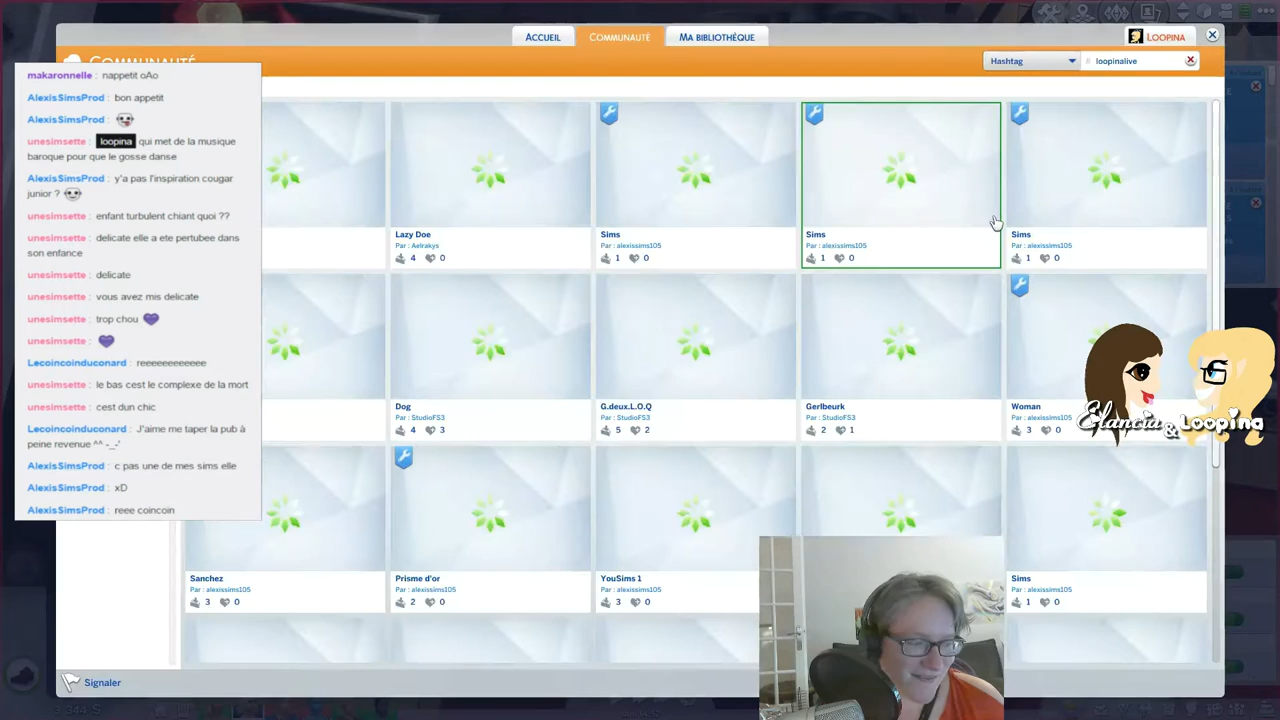 ACCUEIL
COMMUNAUTÉ
MA BIBLIOTHÈQUE
LOOPINA
COMMUNAUTÉ
Hashtag
# loopinalive
makaronnelle : nappetit oAo
AlexisSimsProd : bon appetit
AlexisSimsProd :
unesimsette : loopina qui met de la musique
baroque pour que le gosse danse
AlexisSimsProd : y'a pas l'inspiration cougar
junior ?
unesimsette : enfant turbulent chiant quoi ??
unesimsette : delicate ella a ete pertubee dans
son enfance
unesimsette : delicate
unesimsette : vous avez mis delicate
unesimsette : trop chou
unesimsette :
Lecoincoinduconard : reeeeeeeeeeee
unesimsette : le bas cest le complexe de la mort
unesimsette : cest dun chic
Lecoincoinduconard : J'aime me taper la pub à
peine revenue ^^ -_-'
AlexisSimsProd : c pas une de mes sims elle
AlexisSimsProd : xD
AlexisSimsProd : reee coincoin
Lazy Doe
Par : Aelrakys
4 0
Sims
Par : alexissims105
1 0
Sims
Par : alexissims105
1 0
Sims
Par : alexissims105
1 0
Dog
Par : StudioFS3
4 3
G.deux.L.O.Q
Par : StudioFS3
5 2
Gerlbeurk
Par : StudioFS3
2 1
Woman
Par : alexissims105
3 0
Elancia & Loopina
Sanchez
Par : alexissims105
3 0
Prisme d'or
Par : alexissims105
2 0
YouSims 1
Par : alexissims105
3 0
Sims
Par : alexissims105
1 0
Signaler